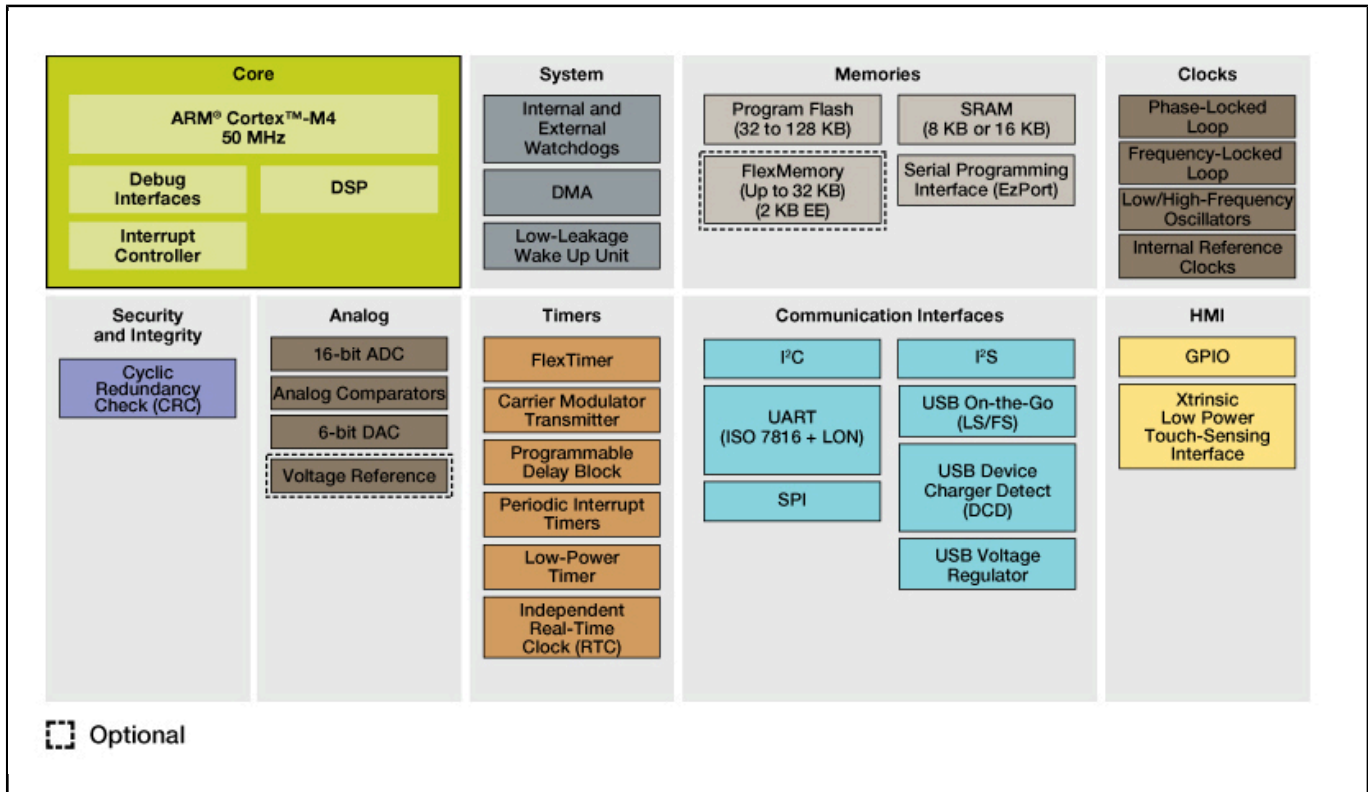 Core
ARM® Cortex™-M4
50 MHz
Debug
Interfaces
DSP
Interrupt
Controller
System
Internal and
External
Watchdogs
DMA
Low-Leakage
Wake Up Unit
Memories
Program Flash
(32 to 128 KB)
SRAM
(8 KB or 16 KB)
FlexMemory
(Up to 32 KB)
(2 KB EE)
Serial Programming
Interface (EzPort)
Clocks
Phase-Locked
Loop
Frequency-Locked
Loop
Low/High-Frequency
Oscillators
Internal Reference
Clocks
Security
and Integrity
Cyclic
Redundancy
Check (CRC)
Analog
16-bit ADC
Analog Comparators
6-bit DAC
Voltage Reference
Timers
FlexTimer
Carrier Modulator
Transmitter
Programmable
Delay Block
Periodic Interrupt
Timers
Low-Power
Timer
Independent
Real-Time
Clock (RTC)
Communication Interfaces
I²C
I²S
UART
(ISO 7816 + LON)
USB On-the-Go
(LS/FS)
SPI
USB Device
Charger Detect
(DCD)
USB Voltage
Regulator
HMI
GPIO
Xtrinsic
Low Power
Touch-Sensing
Interface
Optional